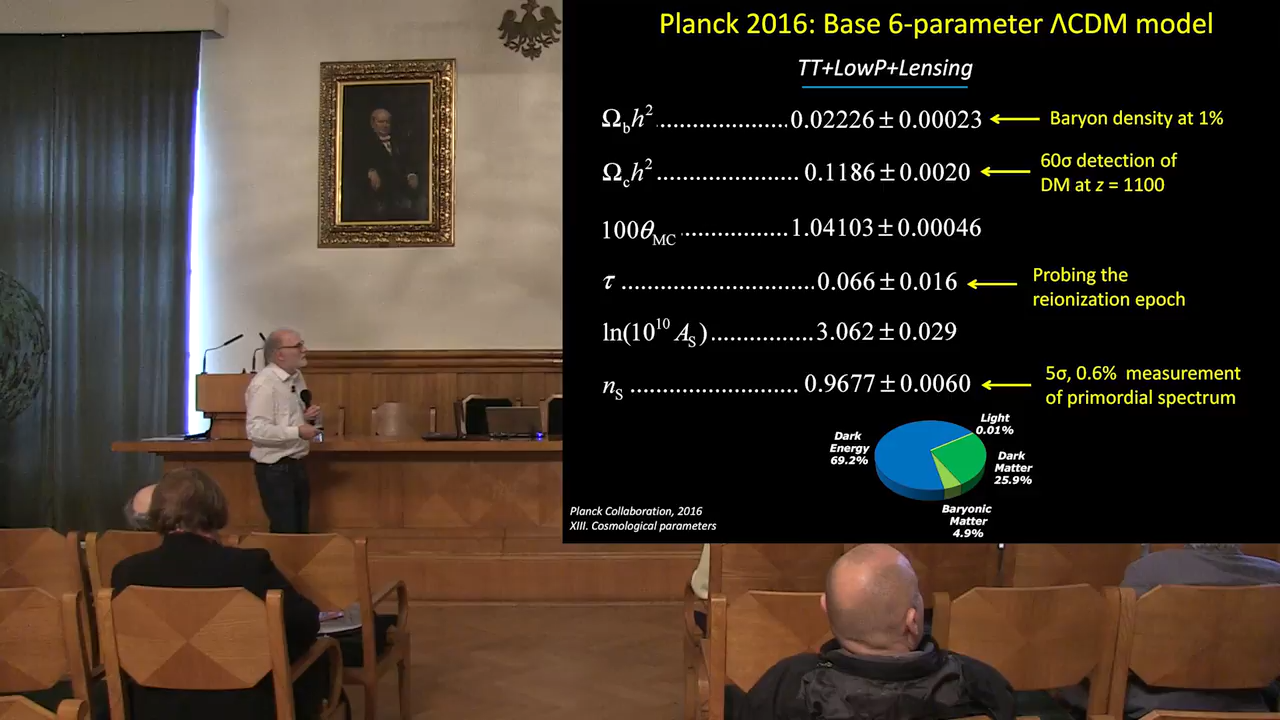 Planck 2016: Base 6-parameter ΛCDM model
TT+LowP+Lensing
Ω_b h² .....................0.02226 ± 0.00023
Baryon density at 1%
Ω_c h² ...................... 0.1186 ± 0.0020
60σ detection of
DM at z = 1100
100θ_MC .................1.04103 ± 0.00046
τ ..............................0.066 ± 0.016
Probing the
reionization epoch
ln(10¹⁰ A_S)................3.062 ± 0.029
n_S .......................... 0.9677 ± 0.0060
5σ, 0.6% measurement
of primordial spectrum
Light
0.01%
Dark
Energy
69.2%
Dark
Matter
25.9%
Baryonic
Matter
4.9%
Planck Collaboration, 2016
XIII. Cosmological parameters